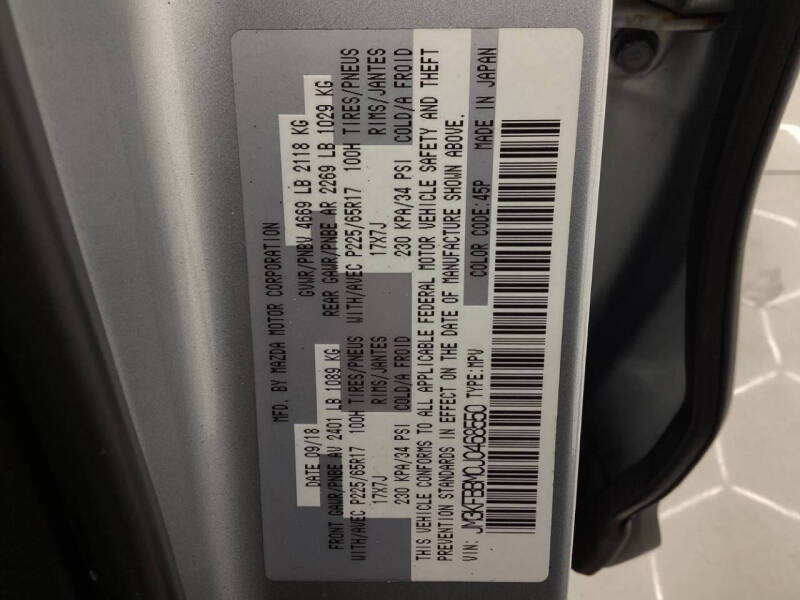 MFD. BY MAZDA MOTOR CORPORATION
DATE 09/18 GVWR/PNBV 4669 LB 2118 KG
FRONT GAWR/PNBE AV 2401 LB 1089 KG REAR GAWR/PNBE AR 2269 LB 1029 KG
WITH/AVEC P225/65R17 100H TIRES/PNEUS WITH/AVEC P225/65R17 100H TIRES/PNEUS
17X7J RIMS/JANTES 17X7J RIMS/JANTES
230 KPA/34 PSI COLD/A FROID 230 KPA/34 PSI COLD/A FROID
THIS VEHICLE CONFORMS TO ALL APPLICABLE FEDERAL MOTOR VEHICLE SAFETY AND THEFT
PREVENTION STANDARDS IN EFFECT ON THE DATE OF MANUFACTURE SHOWN ABOVE.
VIN: JM3KFBBM0J0468550 TYPE:MPV COLOR CODE:45P MADE IN JAPAN